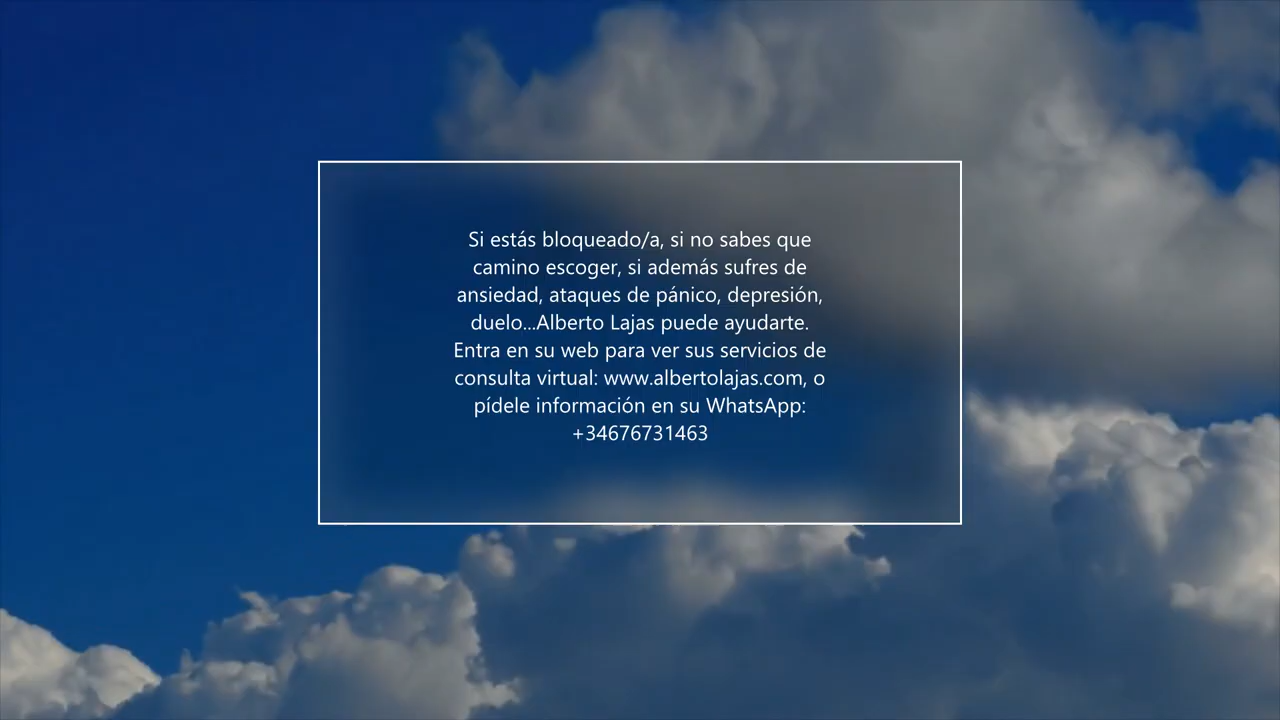 Si estás bloqueado/a, si no sabes que
camino escoger, si además sufres de
ansiedad, ataques de pánico, depresión,
duelo...Alberto Lajas puede ayudarte.
Entra en su web para ver sus servicios de
consulta virtual: www.albertolajas.com, o
pídele información en su WhatsApp:
+34676731463